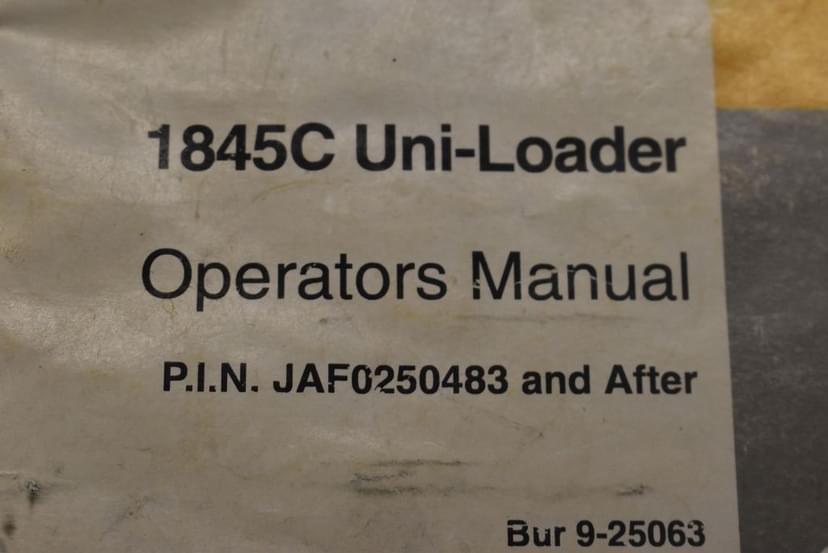 1845C Uni-Loader
Operators Manual
P.I.N. JAF0250483 and After
Bur 9-25063